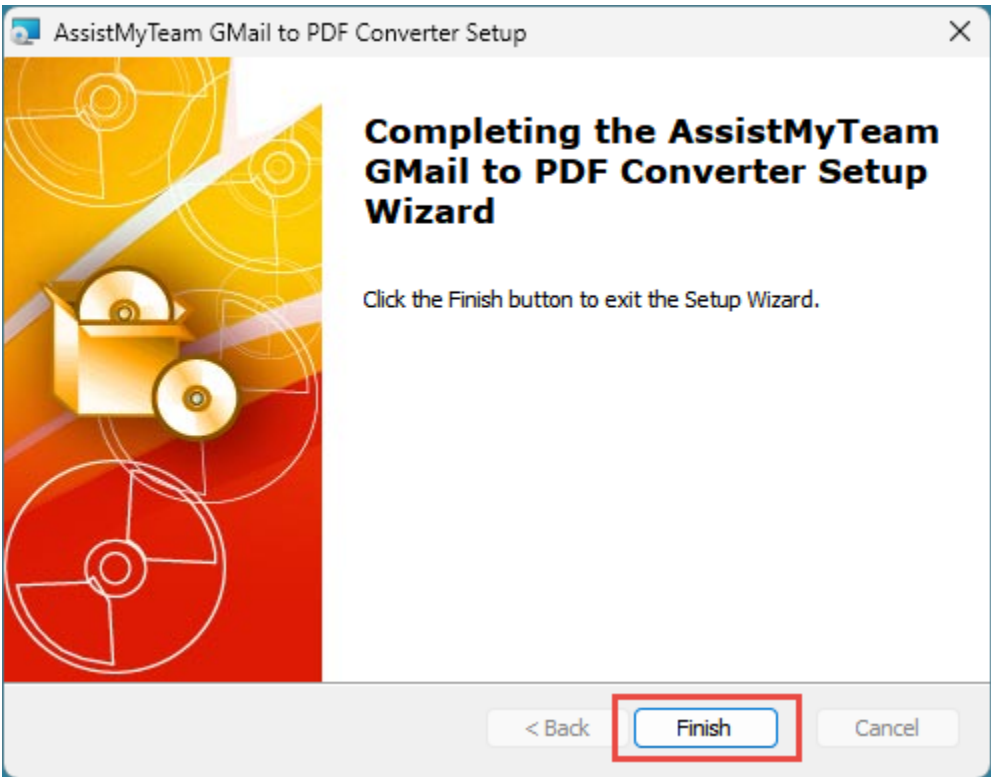 AssistMyTeam GMail to PDF Converter Setup
Completing the AssistMyTeam
GMail to PDF Converter Setup
Wizard
Click the Finish button to exit the Setup Wizard.
< Back
Finish
Cancel